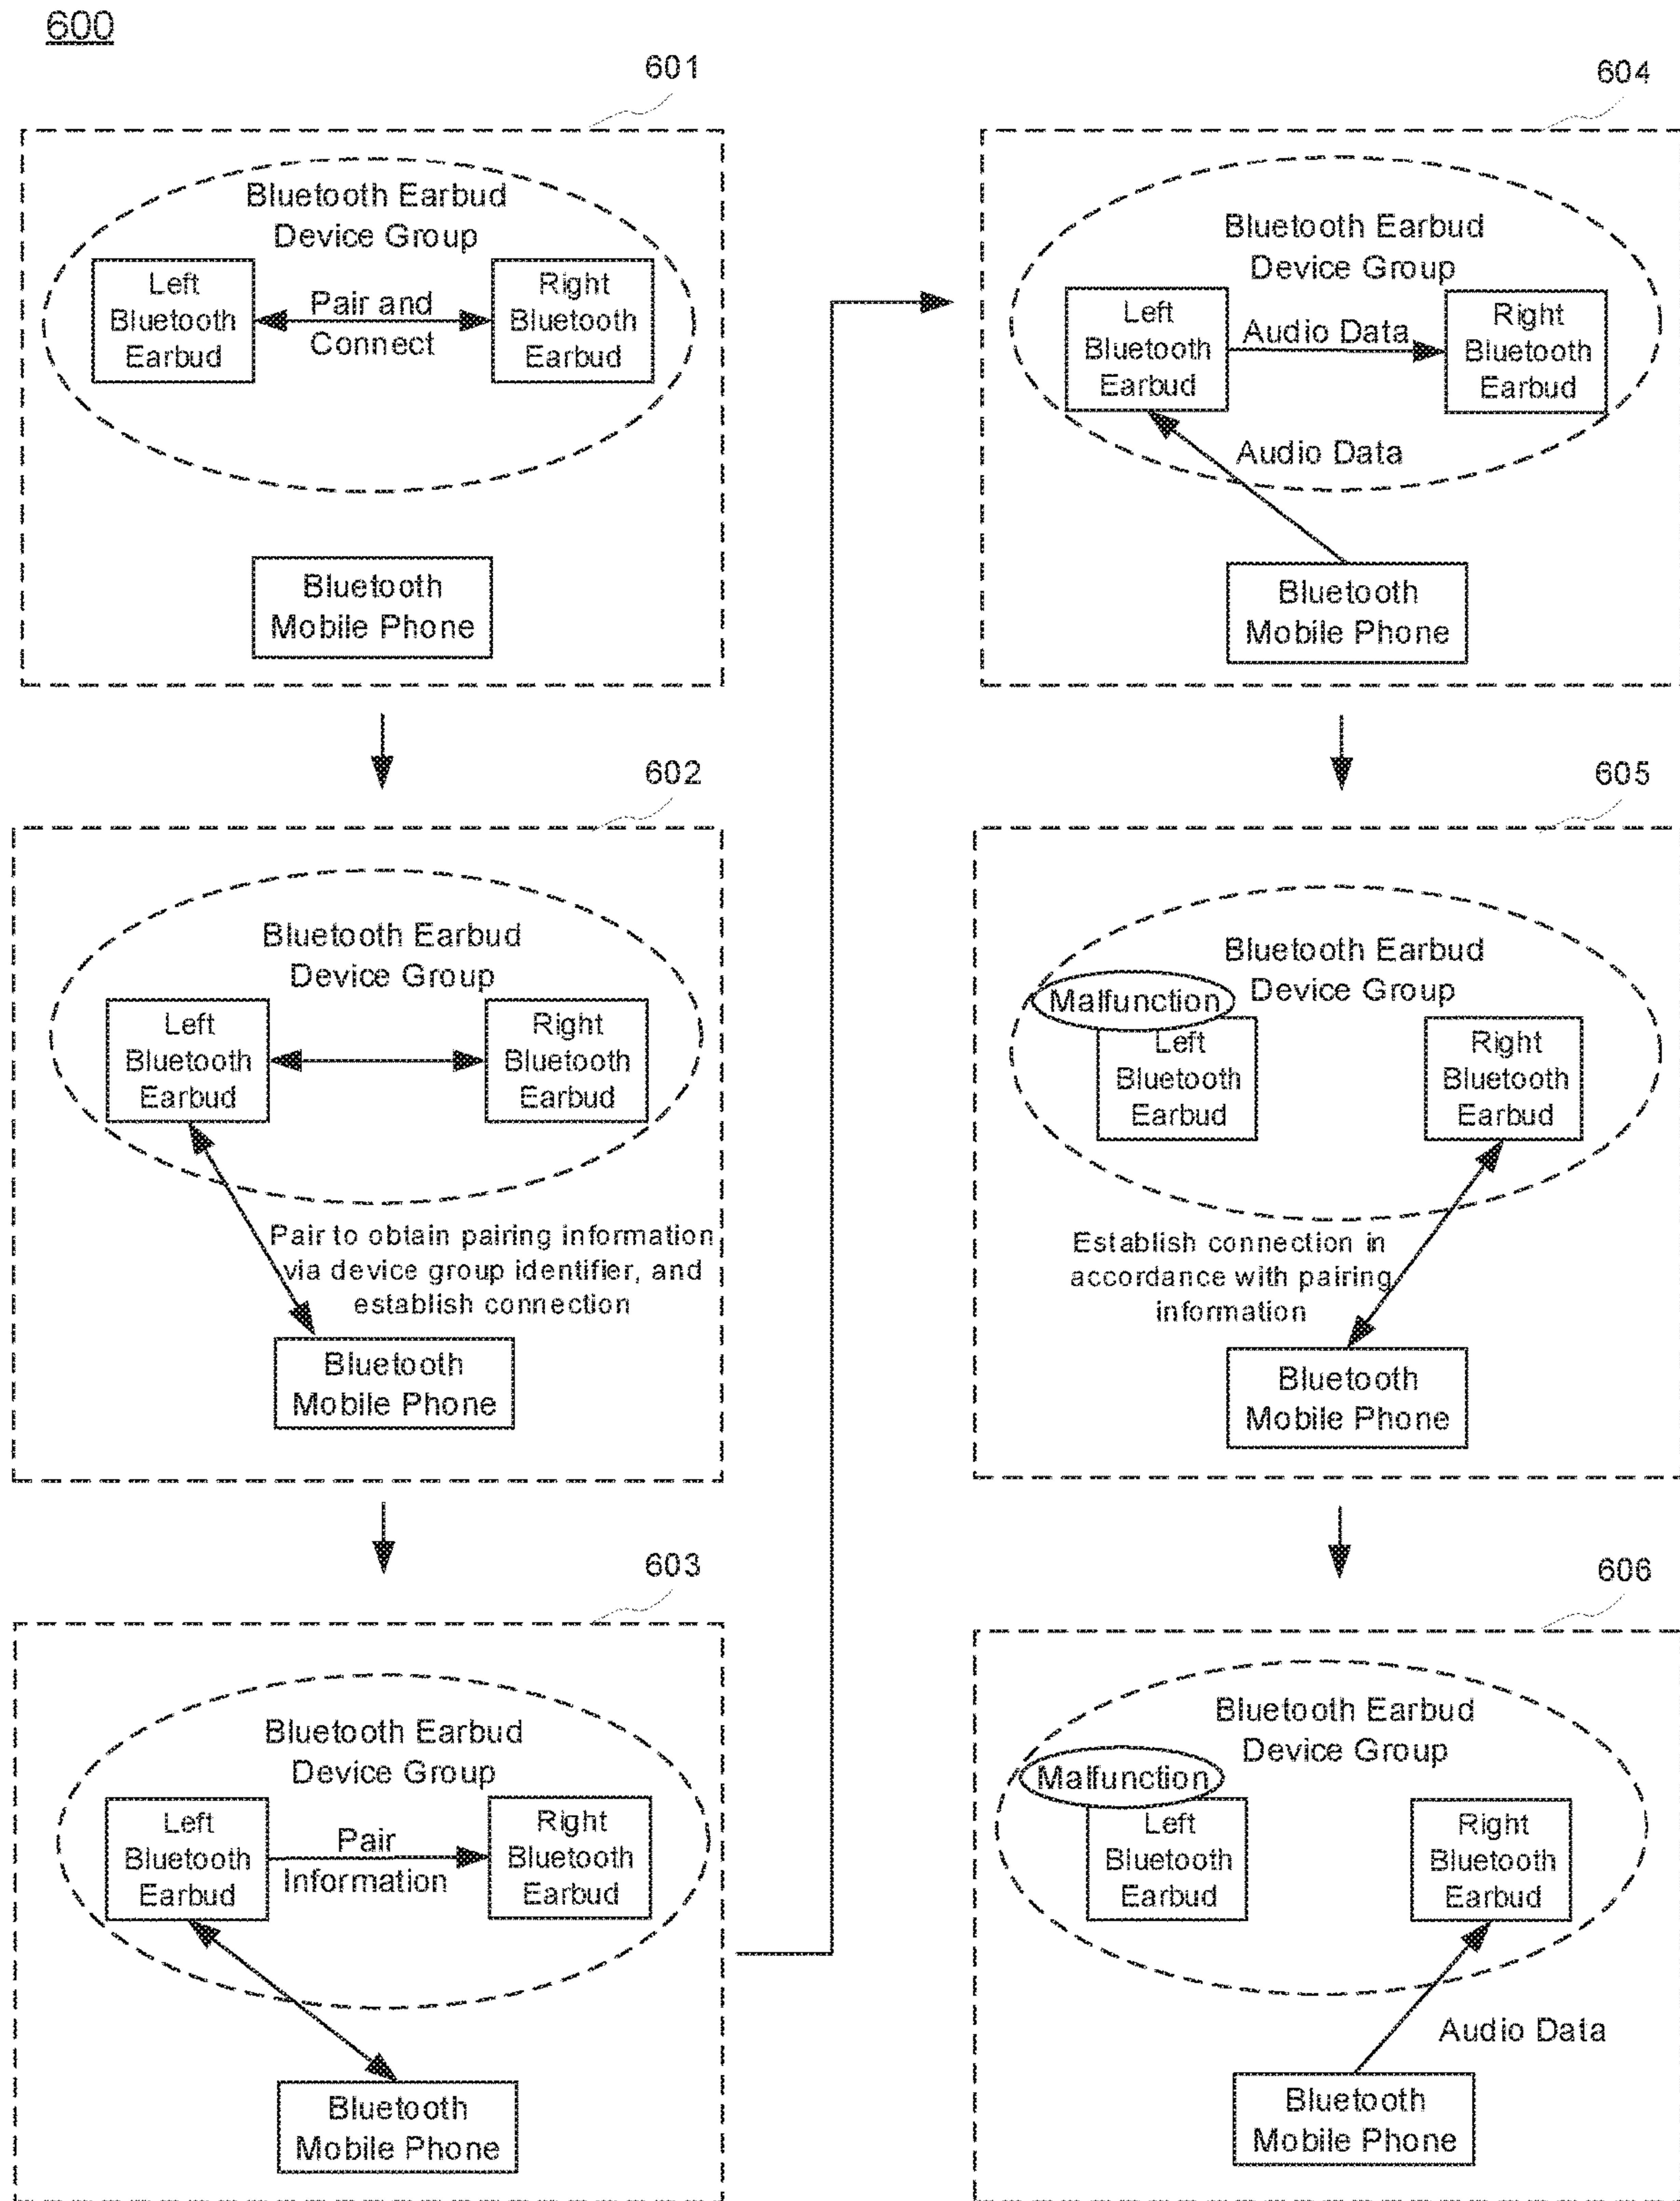 600
601
Bluetooth Earbud
Device Group
Left
Bluetooth
Earbud
Pair and
Connect
Right
Bluetooth
Earbud
Bluetooth
Mobile Phone
602
Bluetooth Earbud
Device Group
Left
Bluetooth
Earbud
Right
Bluetooth
Earbud
Pair to obtain pairing information
via device group identifier, and
establish connection
Bluetooth
Mobile Phone
603
Bluetooth Earbud
Device Group
Left
Bluetooth
Earbud
Pair
Information
Right
Bluetooth
Earbud
Bluetooth
Mobile Phone
604
Bluetooth Earbud
Device Group
Left
Bluetooth
Earbud
Audio Data
Right
Bluetooth
Earbud
Audio Data
Bluetooth
Mobile Phone
605
Bluetooth Earbud
Device Group
Malfunction
Left
Bluetooth
Earbud
Right
Bluetooth
Earbud
Establish connection in
accordance with pairing
information
Bluetooth
Mobile Phone
606
Bluetooth Earbud
Device Group
Malfunction
Left
Bluetooth
Earbud
Right
Bluetooth
Earbud
Audio Data
Bluetooth
Mobile Phone